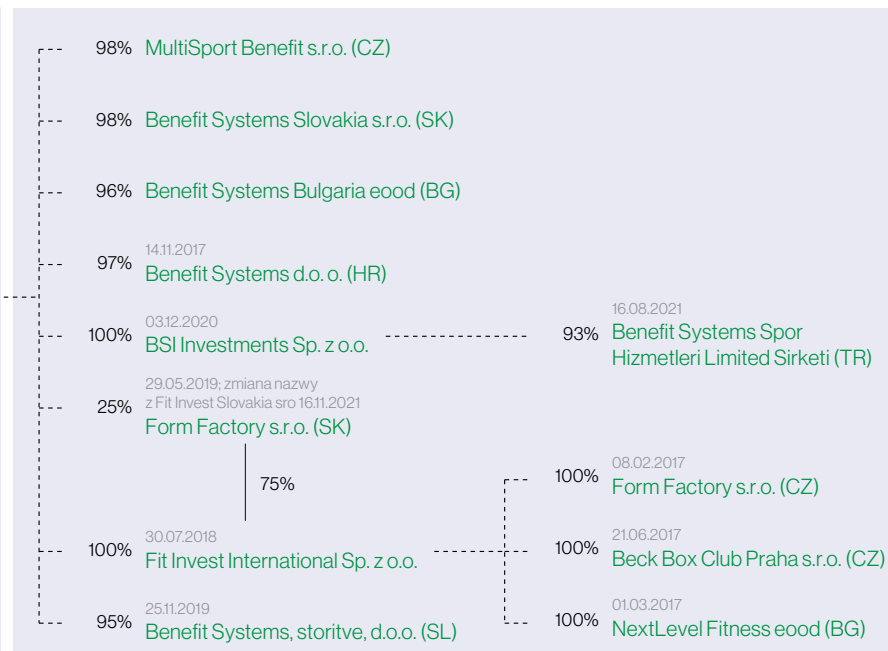 98% MultiSport Benefit s.r.o. (CZ)
98% Benefit Systems Slovakia s.r.o. (SK)
96% Benefit Systems Bulgaria eood (BG)
14.11.2017
97% Benefit Systems d.o. o. (HR)
03.12.2020
100% BSI Investments Sp. z o.o.
16.08.2021
93% Benefit Systems Spor
Hizmetleri Limited Sirketi (TR)
29.05.2019; zmiana nazwy
z Fit Invest Slovakia sro 16.11.2021
25% Form Factory s.r.o. (SK)
75%
30.07.2018
100% Fit Invest International Sp. z o.o.
08.02.2017
100% Form Factory s.r.o. (CZ)
21.06.2017
100% Beck Box Club Praha s.r.o. (CZ)
01.03.2017
100% NextLevel Fitness eood (BG)
25.11.2019
95% Benefit Systems, storitve, d.o.o. (SL)